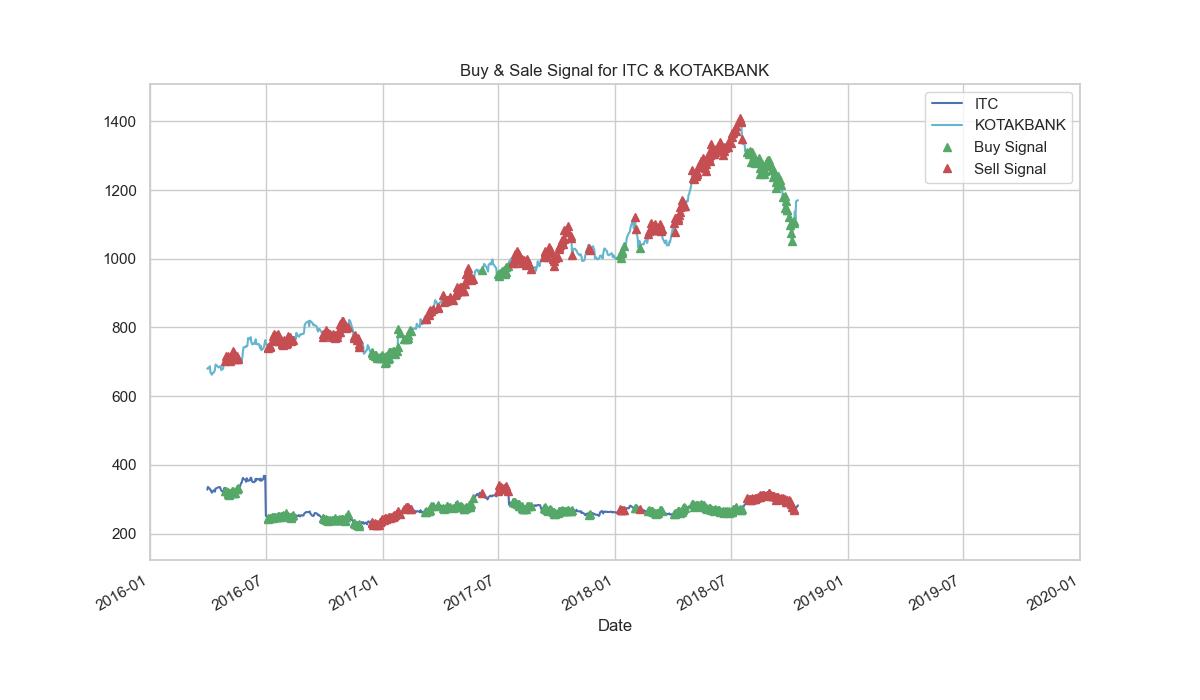 Buy & Sale Signal for ITC & KOTAKBANK
ITC
KOTAKBANK
Buy Signal
Sell Signal
1400
1200
1000
800
600
400
200
2016-01
2016-07
2017-01
2017-07
2018-01
2018-07
2019-01
2019-07
2020-01
Date